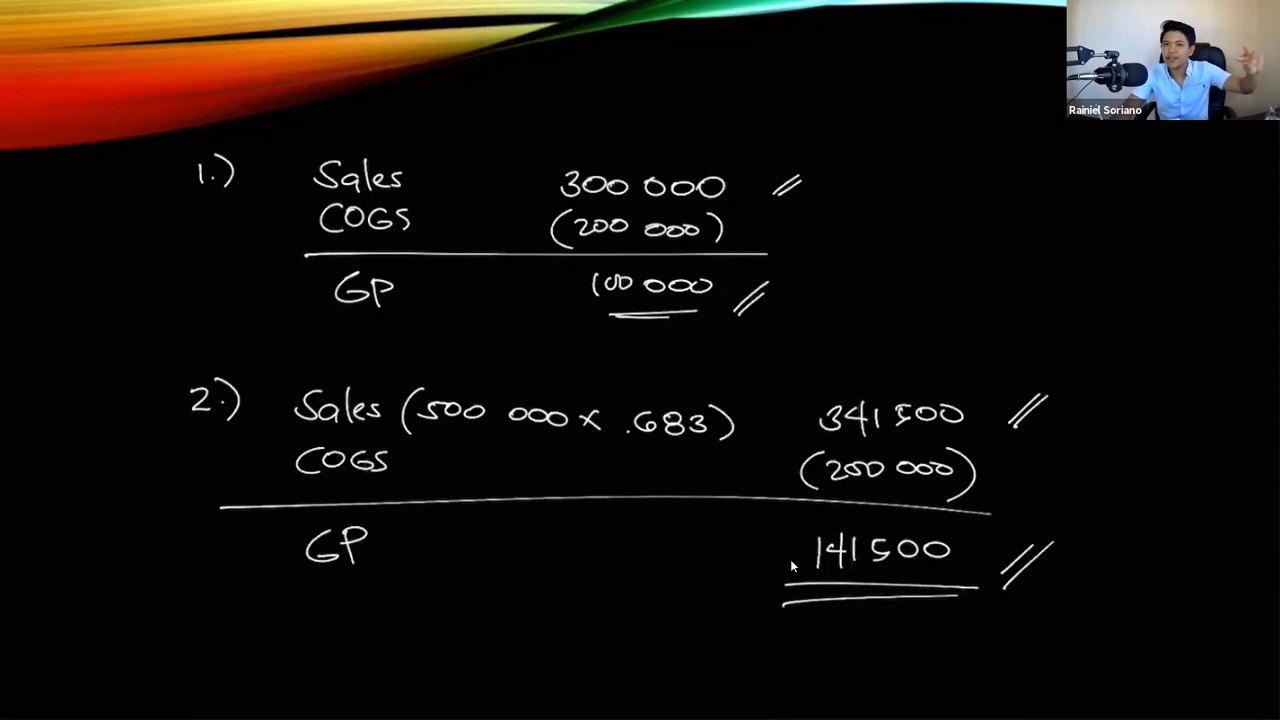 Rainiel Soriano
1.) Sales 300 000
COGS (200 000)
GP 100 000
2.) Sales (500 000 x .683) 341 500
COGS (200 000)
GP 141 500